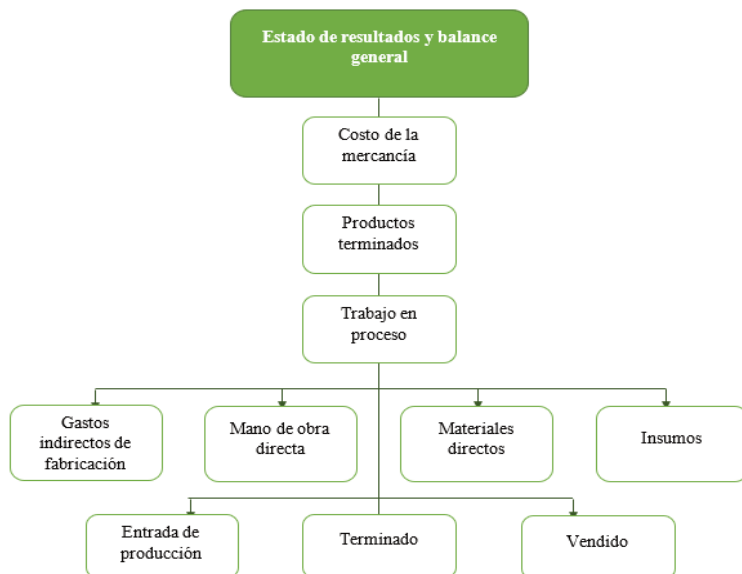 Estado de resultados y balance
general
Costo de la
mercancía
Productos
terminados
Trabajo en
proceso
Gastos
indirectos de
fabricación
Mano de obra
directa
Materiales
directos
Insumos
Entrada de
producción
Terminado
Vendido